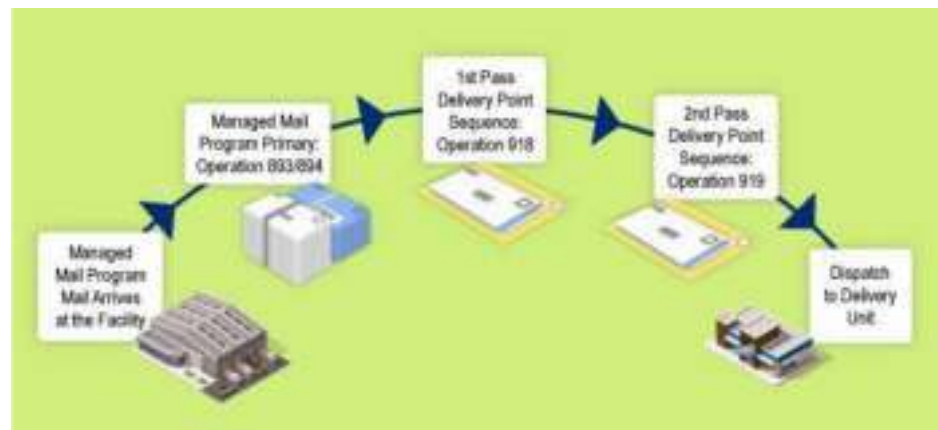 Managed
Mail Program
Mail Arrives
at the Facility
Managed Mail
Program Primary:
Operation 893/894
1st Pass
Delivery Point
Sequence:
Operation 918
2nd Pass
Delivery Point
Sequence:
Operation 919
Dispatch
to Delivery
Unit